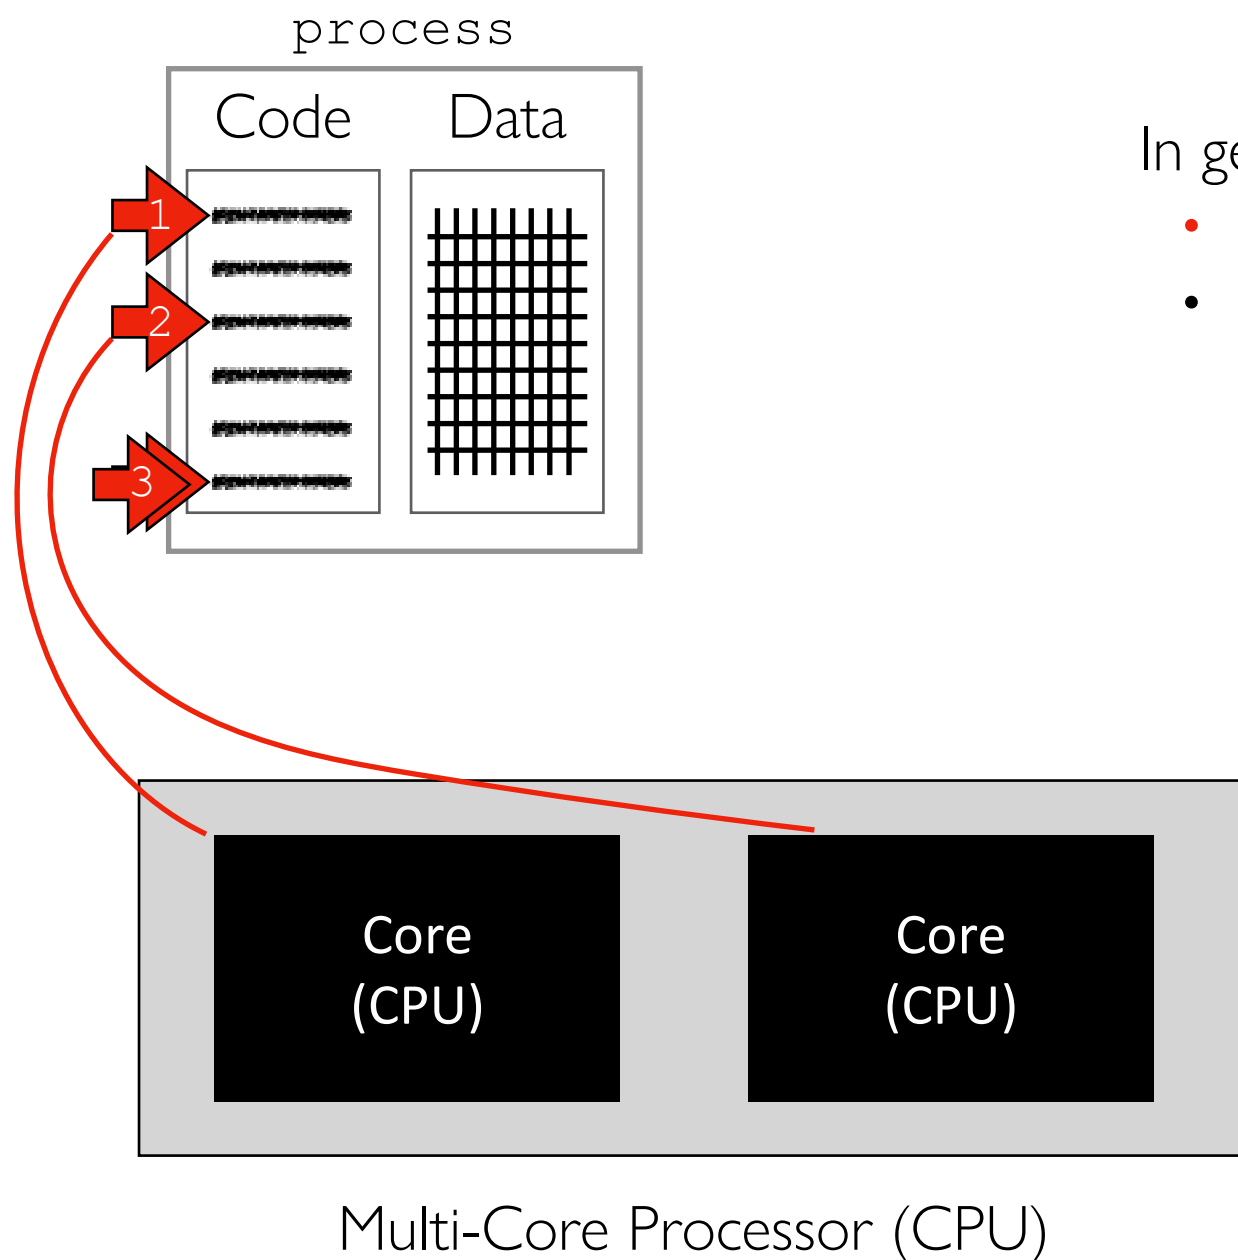 process
Code Data
In ge
1
2
3
Core
(CPU)
Core
(CPU)
Multi-Core Processor (CPU)